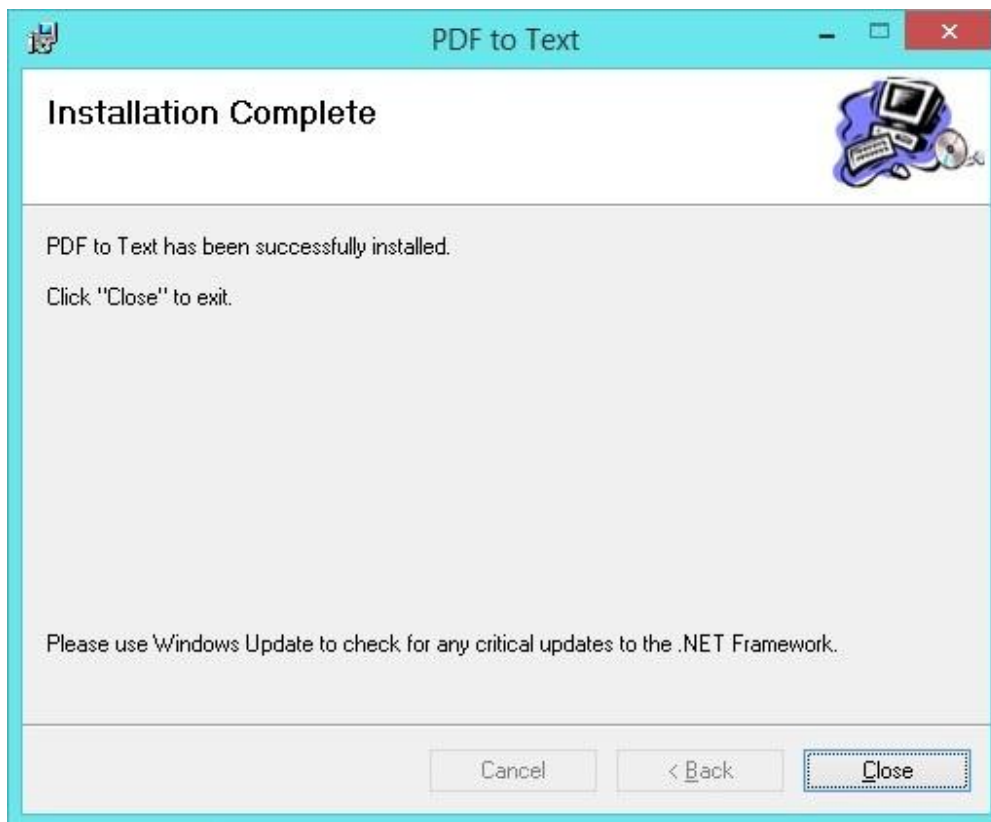 PDF to Text
Installation Complete
PDF to Text has been successfully installed.
Click "Close" to exit.
Please use Windows Update to check for any critical updates to the .NET Framework.
Cancel
< Back
Close